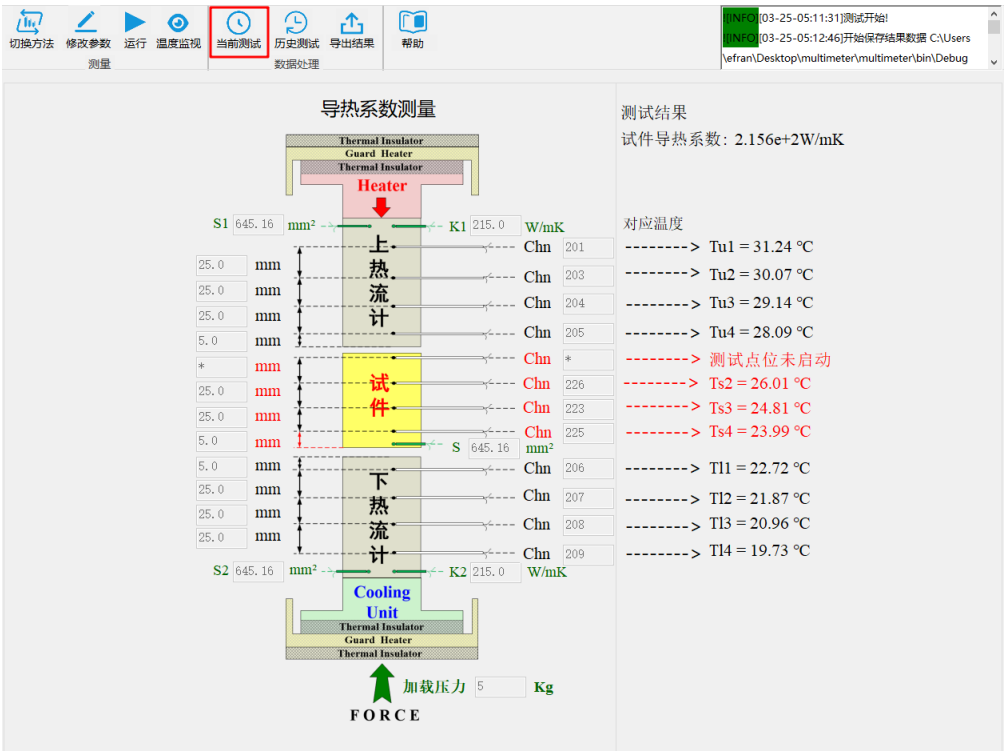 切换方法 修改参数 运行 温度监视 当前测试 历史测试 导出结果 帮助
测量 数据处理
![INFO][03-25-05:11:31]测试开始!
![INFO][03-25-05:12:46]开始保存结果数据 C:\Users
\efran\Desktop\multimeter\multimeter\bin\Debug
导热系数测量
测试结果
试件导热系数: 2.156e+2W/mK
Thermal Insulator
Guard Heater
Thermal Insulator
Heater
S1 645.16 mm² K1 215.0 W/mK
对应温度
上热流计
Chn 201 --------> Tu1 = 31.24 ℃
25.0 mm
Chn 203 --------> Tu2 = 30.07 ℃
25.0 mm
Chn 204 --------> Tu3 = 29.14 ℃
25.0 mm
Chn 205 --------> Tu4 = 28.09 ℃
5.0 mm
Chn * --------> 测试点位未启动
* mm
试件
Chn 226 --------> Ts2 = 26.01 ℃
25.0 mm
Chn 223 --------> Ts3 = 24.81 ℃
25.0 mm
Chn 225 --------> Ts4 = 23.99 ℃
5.0 mm
S 645.16 mm²
5.0 mm
Chn 206 --------> Tl1 = 22.72 ℃
下热流计
25.0 mm
Chn 207 --------> Tl2 = 21.87 ℃
25.0 mm
Chn 208 --------> Tl3 = 20.96 ℃
25.0 mm
Chn 209 --------> Tl4 = 19.73 ℃
S2 645.16 mm² K2 215.0 W/mK
Cooling
Unit
Thermal Insulator
Guard Heater
Thermal Insulator
加载压力 5 Kg
FORCE